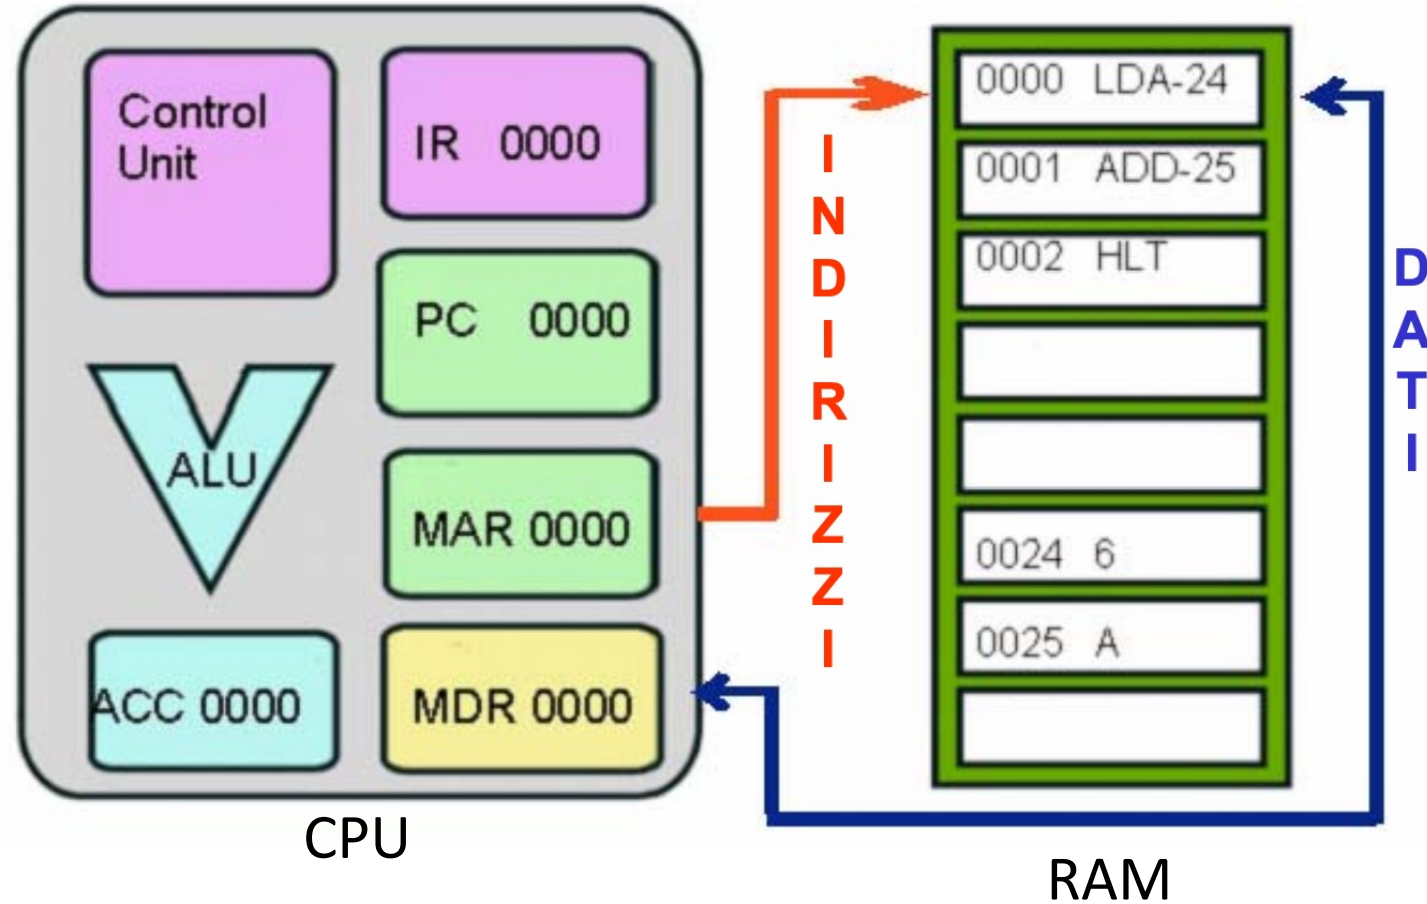 Control
Unit
IR 0000
PC 0000
ALU
MAR 0000
ACC 0000
MDR 0000
CPU
INDIRIZZI
0000 LDA-24
0001 ADD-25
0002 HLT
0024 6
0025 A
RAM
DATI